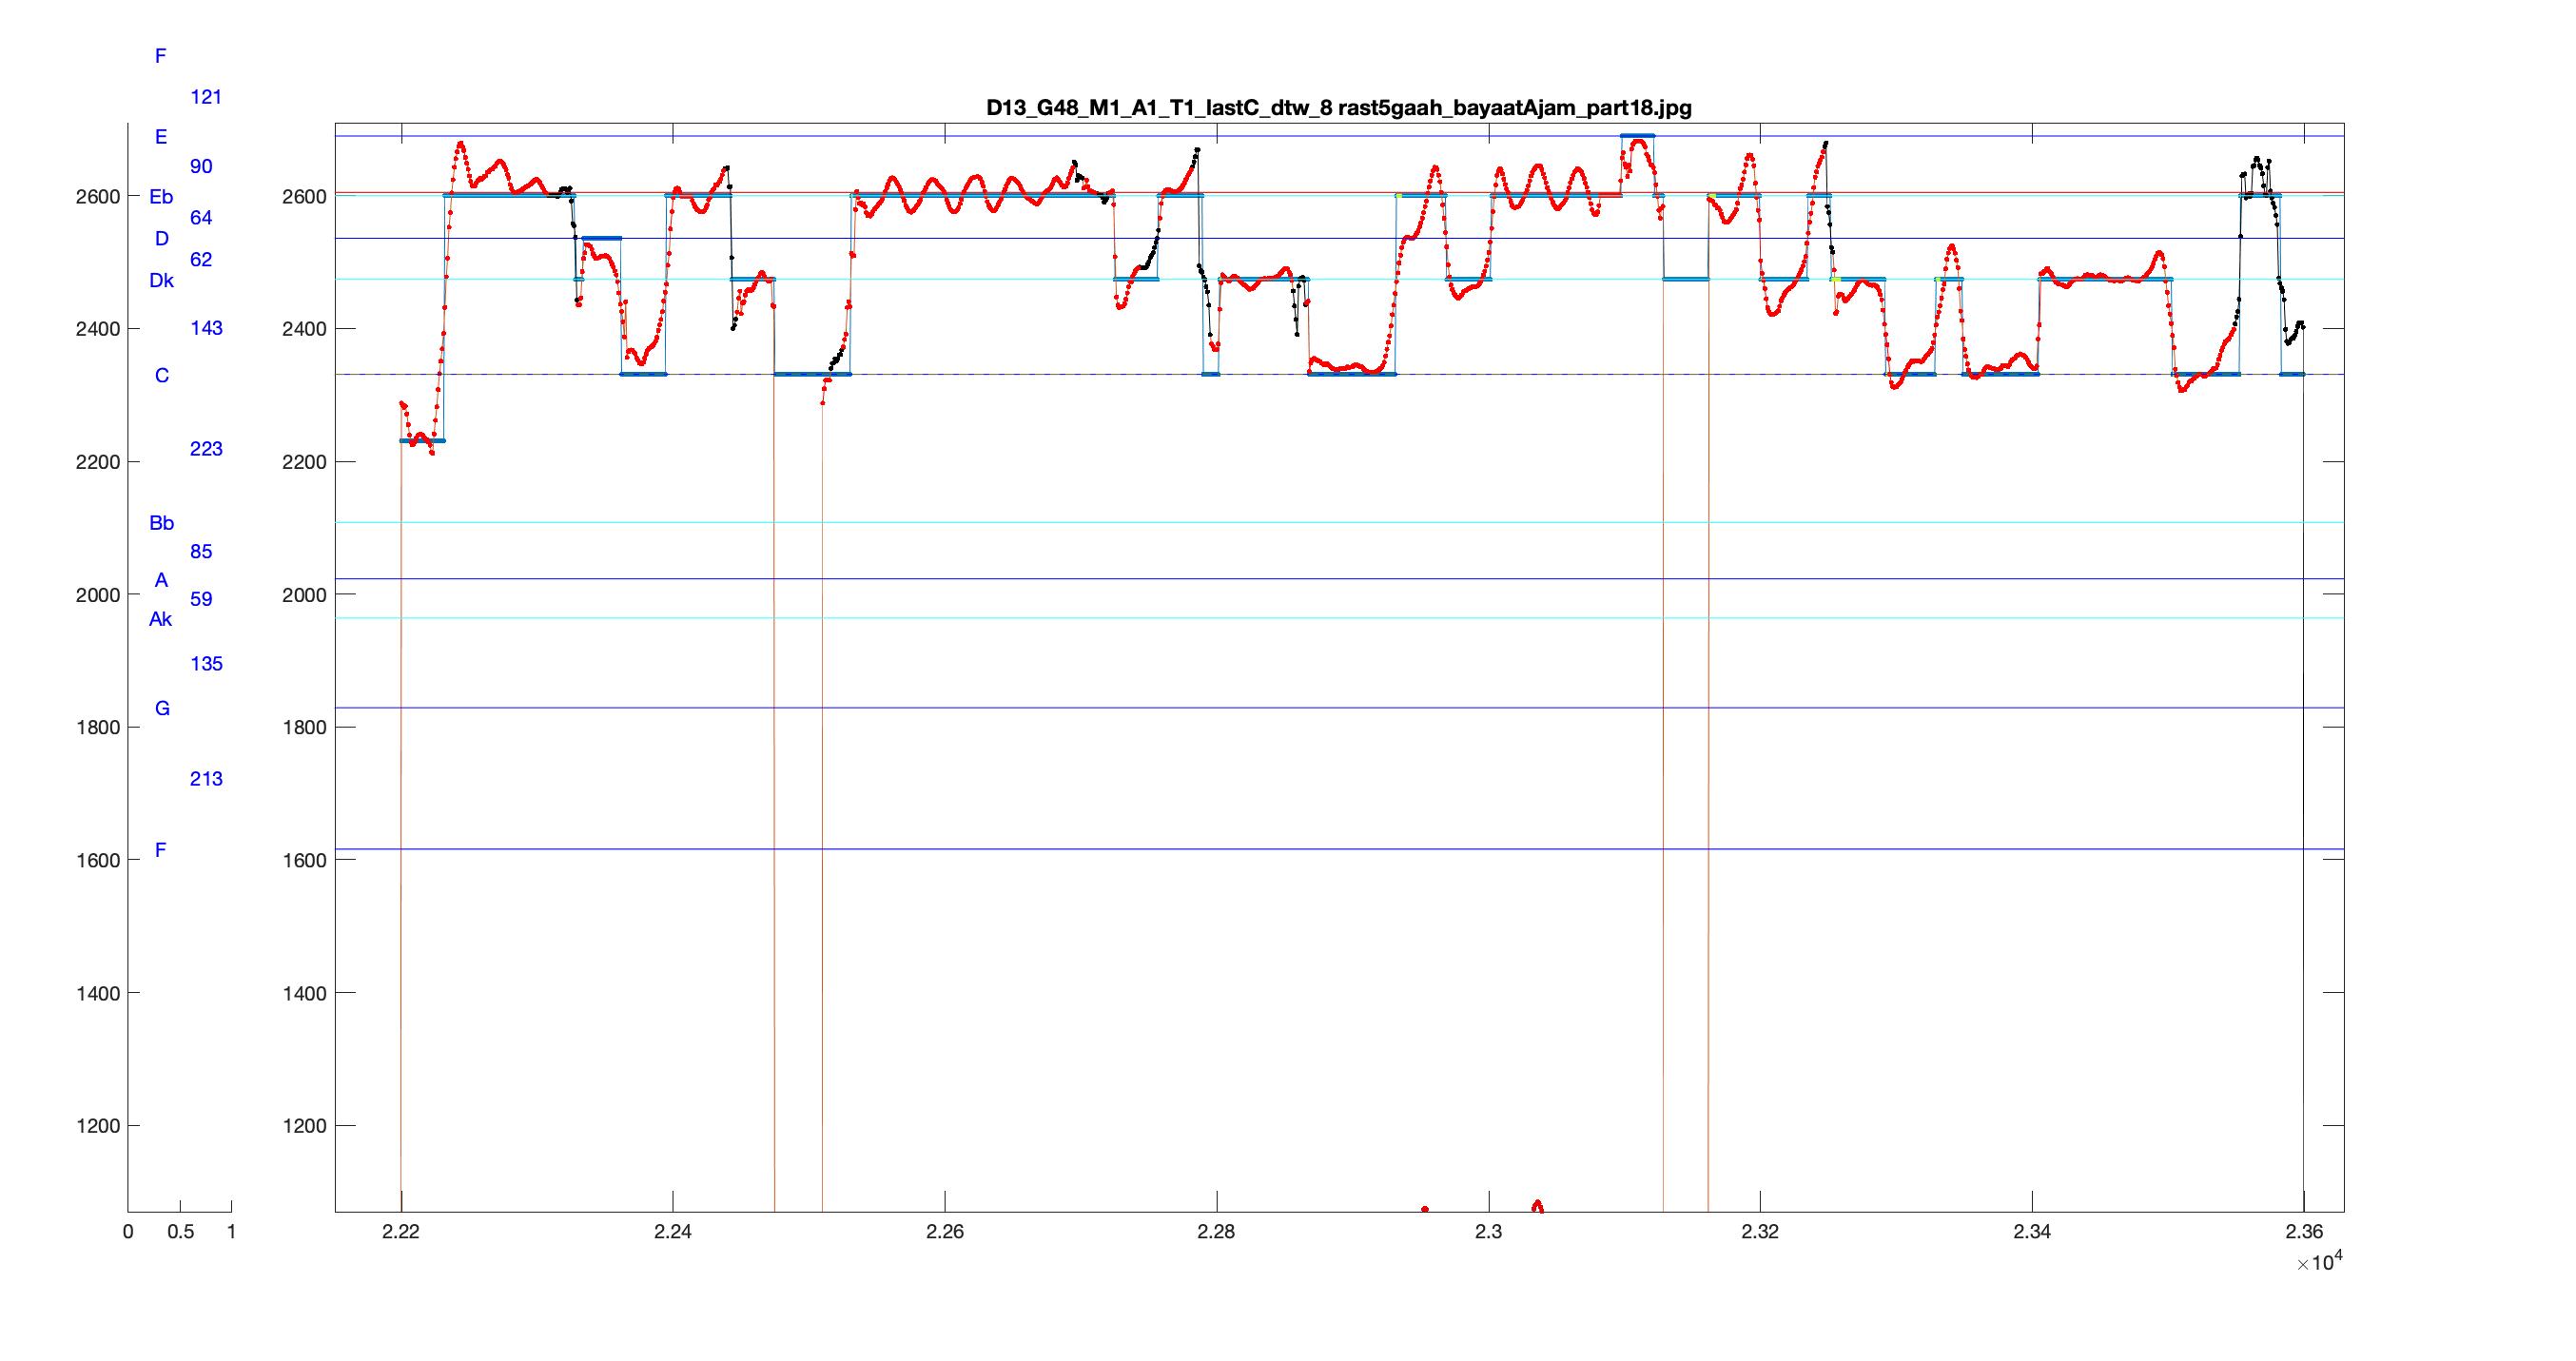 D13_G48_M1_A1_T1_lastC_dtw_8 rast5gaah_bayaatAjam_part18.jpg
F
121
E
90
2600 Eb 2600
64
D
62
Dk
2400 143 2400
C
223
2200 2200
Bb
85
A
2000 59 2000
Ak
135
G
1800 1800
213
F
1600 1600
1400 1400
1200 1200
0 0.5 1 2.22 2.24 2.26 2.28 2.3 2.32 2.34 2.36
×10^4